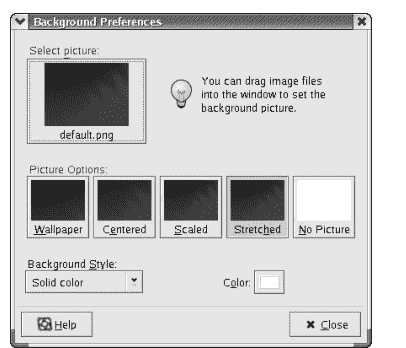 Background Preferences
Select picture:
You can drag image files
into the window to set the
background picture.
default.png
Picture Options:
Wallpaper Centered Scaled Stretched No Picture
Background Style:
Solid color Color:
Help Close